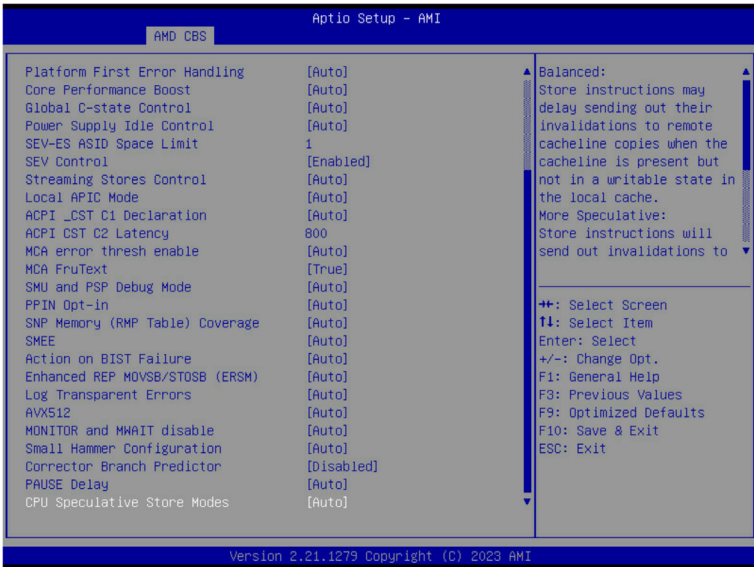 Aptio Setup – AMI
AMD CBS
Platform First Error Handling [Auto]
Core Performance Boost [Auto]
Global C-state Control [Auto]
Power Supply Idle Control [Auto]
SEV-ES ASID Space Limit 1
SEV Control [Enabled]
Streaming Stores Control [Auto]
Local APIC Mode [Auto]
ACPI _CST C1 Declaration [Auto]
ACPI CST C2 Latency 800
MCA error thresh enable [Auto]
MCA FruText [True]
SMU and PSP Debug Mode [Auto]
PPIN Opt-in [Auto]
SNP Memory (RMP Table) Coverage [Auto]
SMEE [Auto]
Action on BIST Failure [Auto]
Enhanced REP MOVSB/STOSB (ERSM) [Auto]
Log Transparent Errors [Auto]
AVX512 [Auto]
MONITOR and MWAIT disable [Auto]
Small Hammer Configuration [Auto]
Corrector Branch Predictor [Disabled]
PAUSE Delay [Auto]
CPU Speculative Store Modes [Auto]
Balanced:
Store instructions may
delay sending out their
invalidations to remote
cacheline copies when the
cacheline is present but
not in a writable state in
the local cache.
More Speculative:
Store instructions will
send out invalidations to
→←: Select Screen
↑↓: Select Item
Enter: Select
+/-: Change Opt.
F1: General Help
F3: Previous Values
F9: Optimized Defaults
F10: Save & Exit
ESC: Exit
Version 2.21.1279 Copyright (C) 2023 AMI